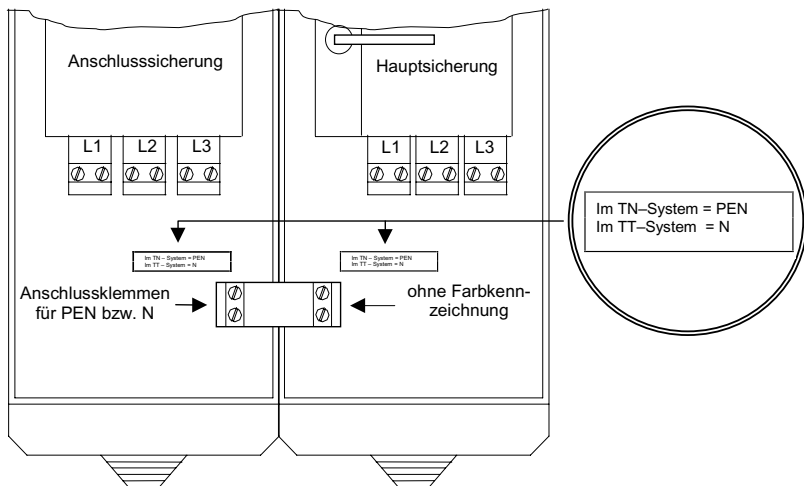 Anschlusssicherung
Hauptsicherung
L1 L2 L3
L1 L2 L3
Im TN–System = PEN
Im TT–System = N
Im TN – System = PEN
Im TT – System = N
Im TN – System = PEN
Im TT – System = N
Anschlussklemmen
für PEN bzw. N
ohne Farbkenn-
zeichnung